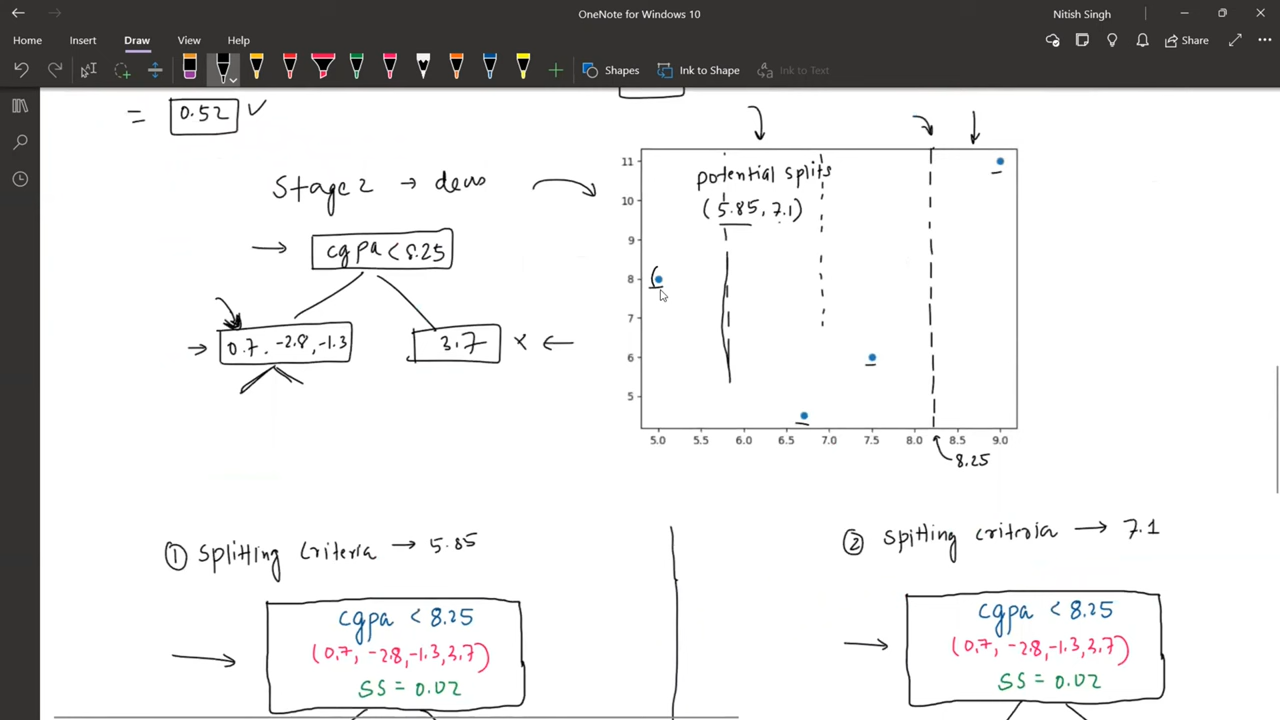 OneNote for Windows 10
Nitish Singh
Home
Insert
Draw
View
Help
Share
Shapes
Ink to Shape
Ink to Text
= 0.52 ✓
Stage 2 → demo
cgpa < 8.25
0.7, -2.8, -1.3
3.7 × ←
potential splits
(5.85, 7.1)
11
10
9
8
7
6
5
5.0 5.5 6.0 6.5 7.0 7.5 8.0 8.5 9.0
8.25
① Splitting Criteria → 5.85
cgpa < 8.25
(0.7, -2.8, -1.3, 3.7)
SS = 0.02
② Spitting criteria → 7.1
cgpa < 8.25
(0.7, -2.8, -1.3, 3.7)
SS = 0.02